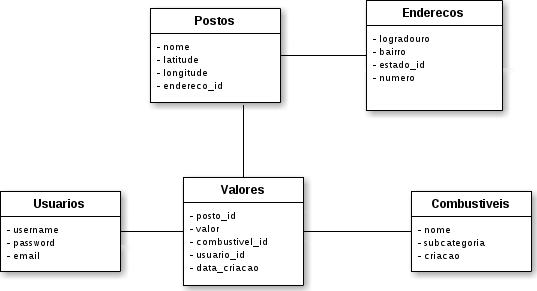 Postos
- nome
- latitude
- longitude
- endereco_id
Enderecos
- logradouro
- bairro
- estado_id
- numero
Usuarios
- username
- password
- email
Valores
- posto_id
- valor
- combustivel_id
- usuario_id
- data_criacao
Combustiveis
- nome
- subcategoria
- criacao